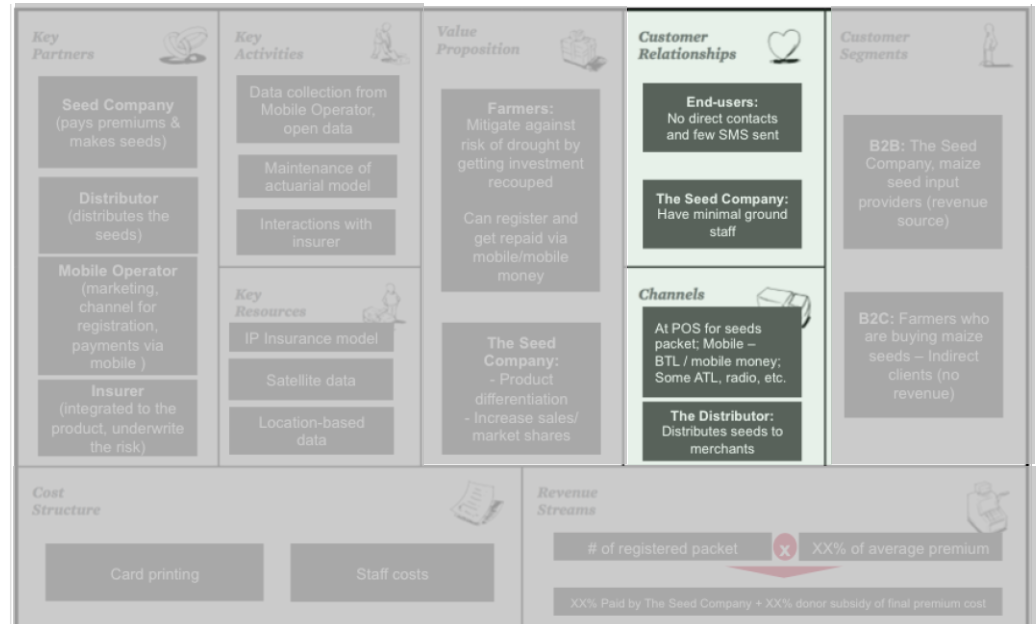 Key
Partners
Seed Company
(pays premiums &
makes seeds)
Distributor
(distributes the
seeds)
Mobile Operator
(marketing,
channel for
registration,
payments via
mobile )
Insurer
(integrated to the
product, underwrite
the risk)
Key
Activities
Data collection from
Mobile Operator,
open data
Maintenance of
actuarial model
Interactions with
insurer
Key
Resources
IP Insurance model
Satellite data
Location-based
data
Value
Proposition
Farmers:
Mitigate against
risk of drought by
getting investment
recouped
Can register and
get repaid via
mobile/mobile
money
The Seed
Company:
- Product
differentiation
- Increase sales/
market shares
Customer
Relationships
End-users:
No direct contacts
and few SMS sent
The Seed Company:
Have minimal ground
staff
Channels
At POS for seeds
packet; Mobile –
BTL / mobile money;
Some ATL, radio, etc.
The Distributor:
Distributes seeds to
merchants
Customer
Segments
B2B: The Seed
Company, maize
seed input
providers (revenue
source)
B2C: Farmers who
are buying maize
seeds – Indirect
clients (no
revenue)
Cost
Structure
Card printing
Staff costs
Revenue
Streams
# of registered packet
x
XX% of average premium
XX% Paid by The Seed Company + XX% donor subsidy of final premium cost